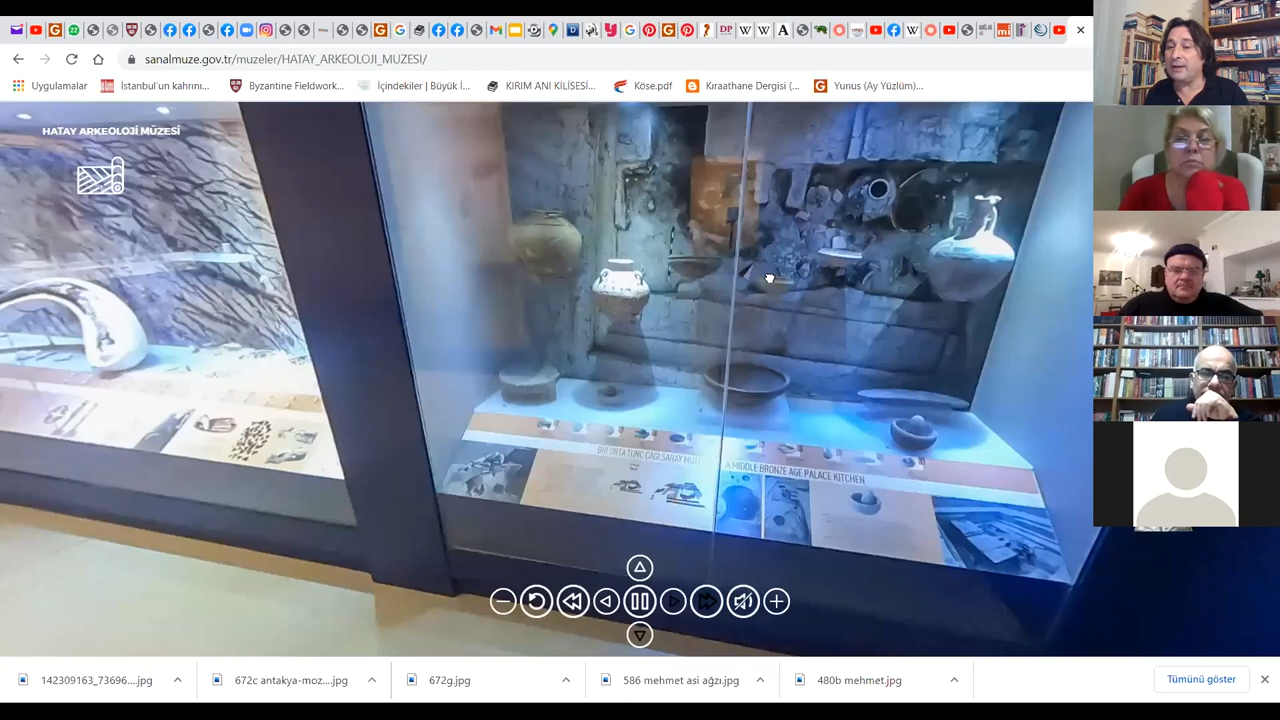 sanalmuze.gov.tr/muzeler/HATAY_ARKEOLOJI_MUZESI/
Uygulamalar
İstanbul'un kahrını...
Byzantine Fieldwork...
İçindekiler | Büyük İ...
KIRIM ANI KİLİSESİ...
Köse.pdf
Kıraathane Dergisi (...
Yunus (Ay Yüzlüm)...
HATAY ARKEOLOJİ MÜZESİ
BİR ORTA TUNÇ ÇAĞI SARAY MUTF
A MIDDLE BRONZE AGE PALACE KITCHEN
142309163_73696....jpg
672c antakya-moz....jpg
672g.jpg
586 mehmet asi ağzı.jpg
480b mehmet.jpg
Tümünü göster